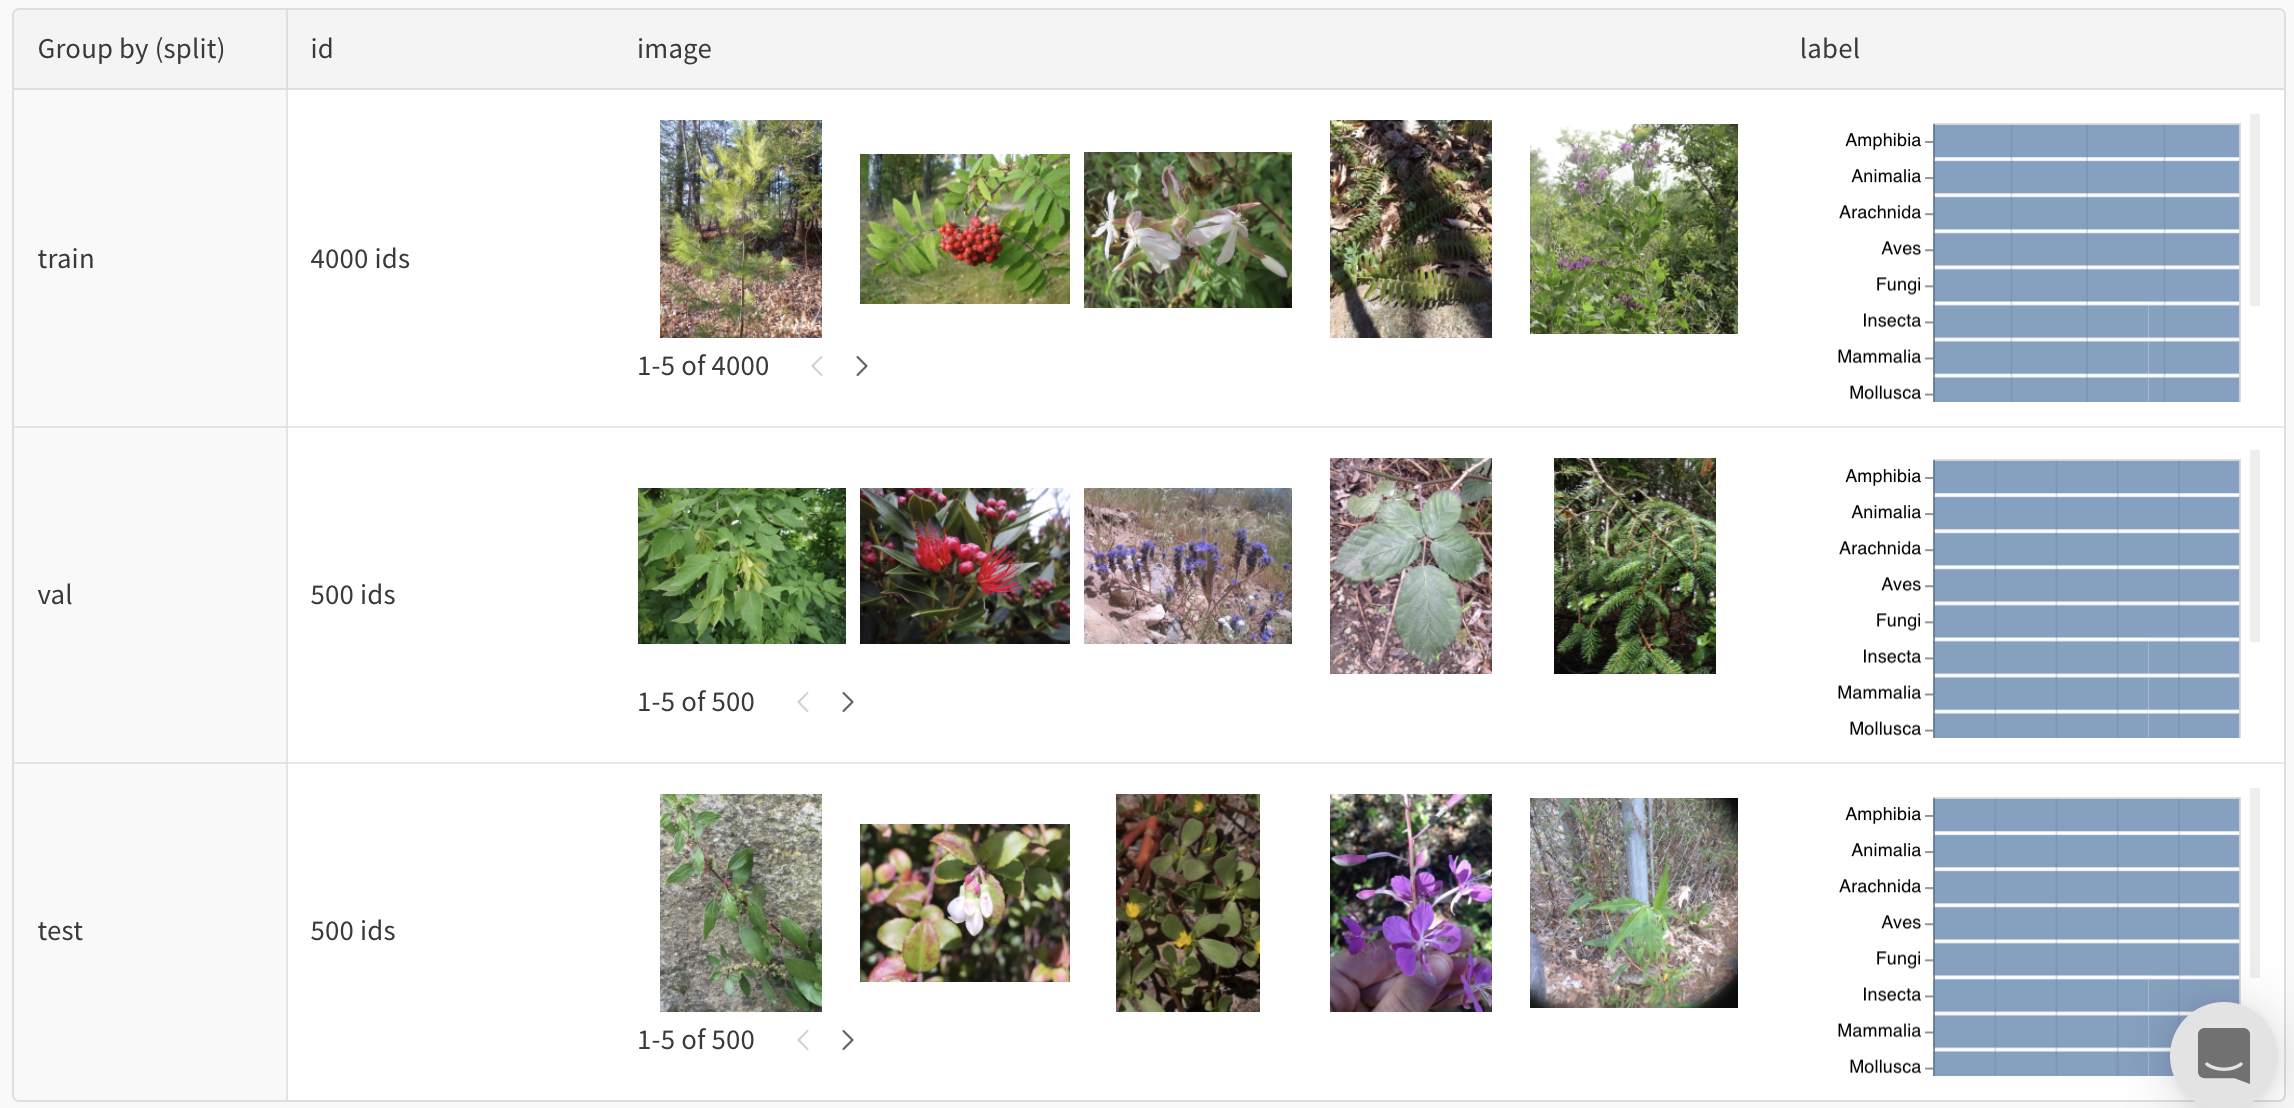 Group by (split)
id
image
label
train
4000 ids
1-5 of 4000
Amphibia
Animalia
Arachnida
Aves
Fungi
Insecta
Mammalia
Mollusca
val
500 ids
1-5 of 500
Amphibia
Animalia
Arachnida
Aves
Fungi
Insecta
Mammalia
Mollusca
test
500 ids
1-5 of 500
Amphibia
Animalia
Arachnida
Aves
Fungi
Insecta
Mammalia
Mollusca